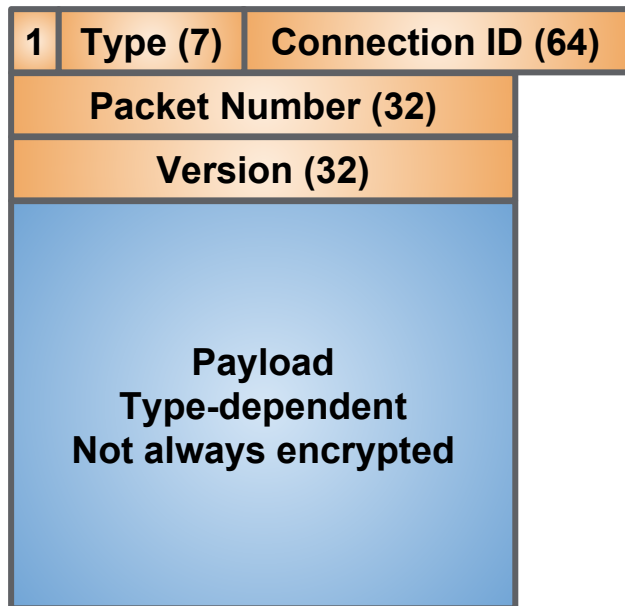 1 Type (7) Connection ID (64)
Packet Number (32)
Version (32)
Payload
Type-dependent
Not always encrypted